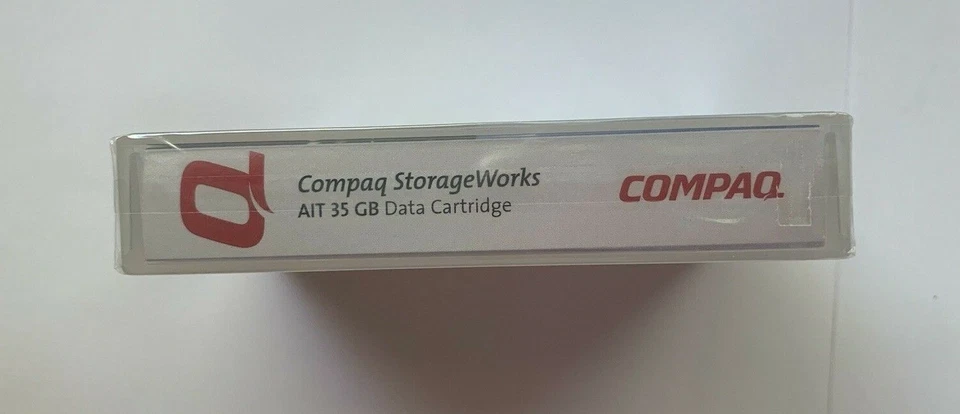 Compaq StorageWorks
AIT 35 GB Data Cartridge
COMPAQ